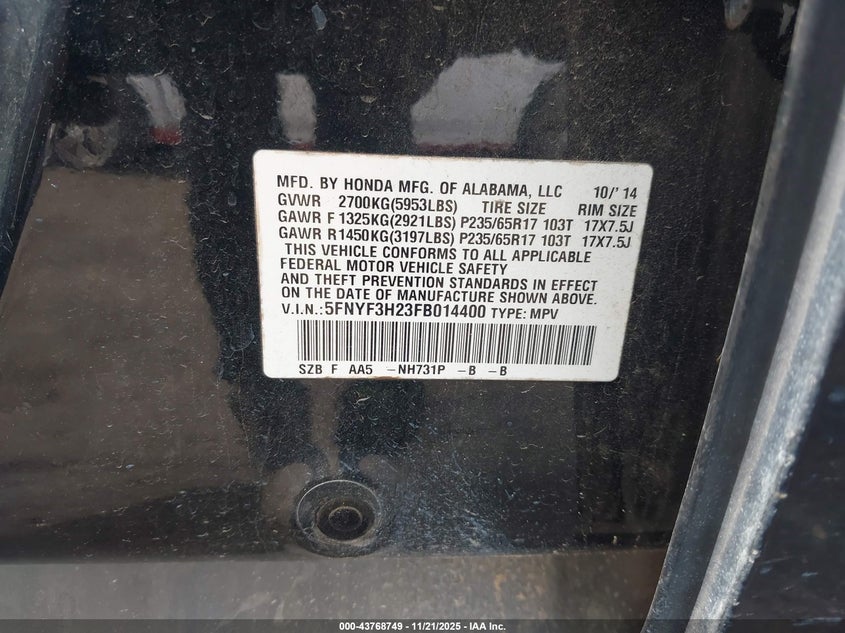 MFD. BY HONDA MFG. OF ALABAMA, LLC 10/'14
GVWR 2700KG(5953LBS) TIRE SIZE RIM SIZE
GAWR F 1325KG(2921LBS) P235/65R17 103T 17X7.5J
GAWR R1450KG(3197LBS) P235/65R17 103T 17X7.5J
THIS VEHICLE CONFORMS TO ALL APPLICABLE
FEDERAL MOTOR VEHICLE SAFETY
AND THEFT PREVENTION STANDARDS IN EFFECT
ON THE DATE OF MANUFACTURE SHOWN ABOVE.
V.I.N.:5FNYF3H23FB014400 TYPE: MPV
SZB F AA5 -NH731P -B -B
000-43768749 - 11/21/2025 - IAA Inc.